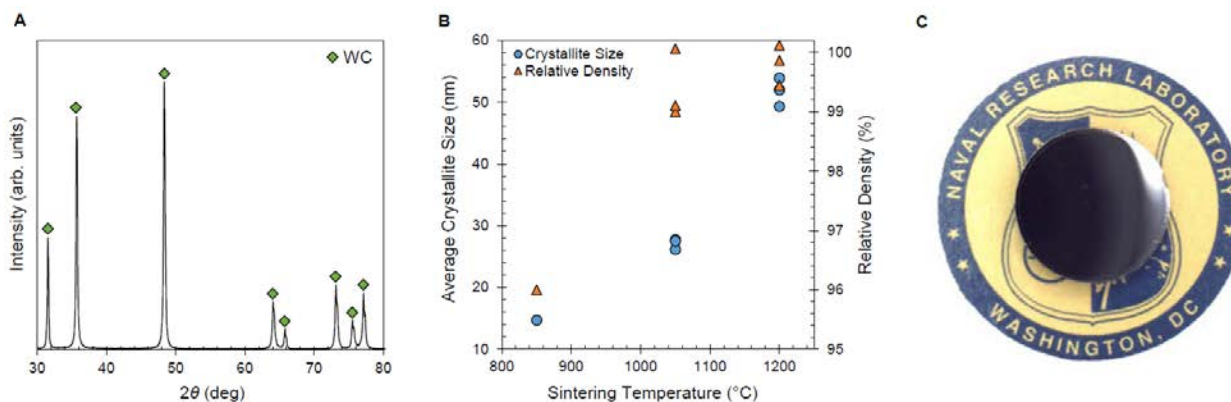 A
WC
Intensity (arb. units)
30 40 50 60 70 80
2θ (deg)
B
Crystallite Size
Relative Density
Average Crystallite Size (nm)
60
50
40
30
20
10
Relative Density (%)
100
99
98
97
96
95
800 900 1000 1100 1200
Sintering Temperature (°C)
C
NAVAL RESEARCH LABORATORY
WASHINGTON, DC